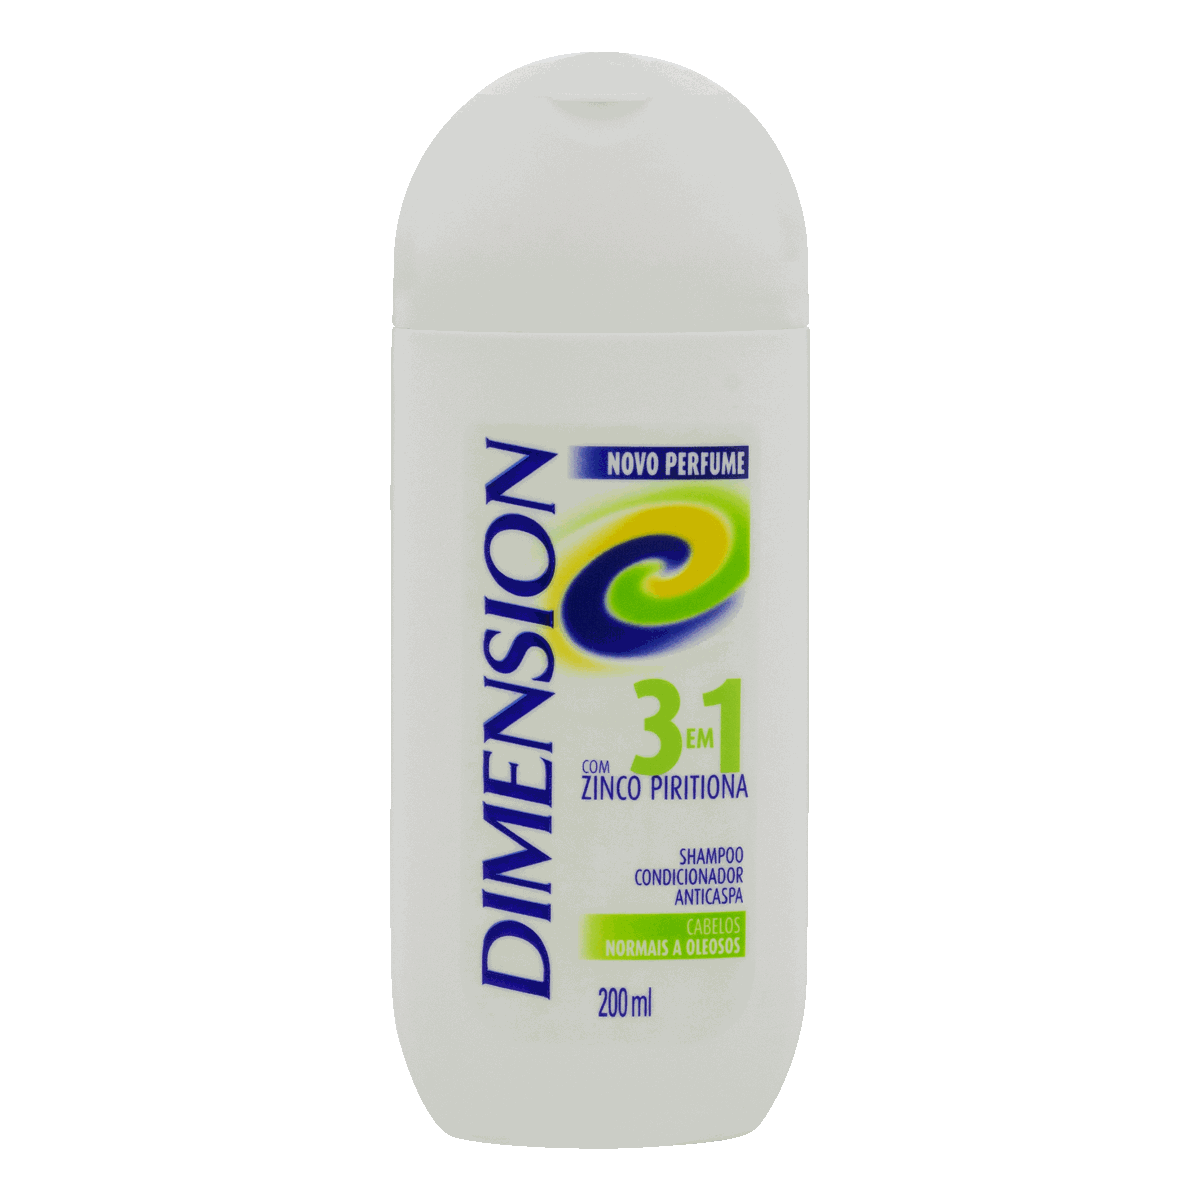 DIMENSION
NOVO PERFUME
3 EM 1
COM
ZINCO PIRITIONA
SHAMPOO
CONDICIONADOR
ANTICASPA
CABELOS
NORMAIS A OLEOSOS
200 ml